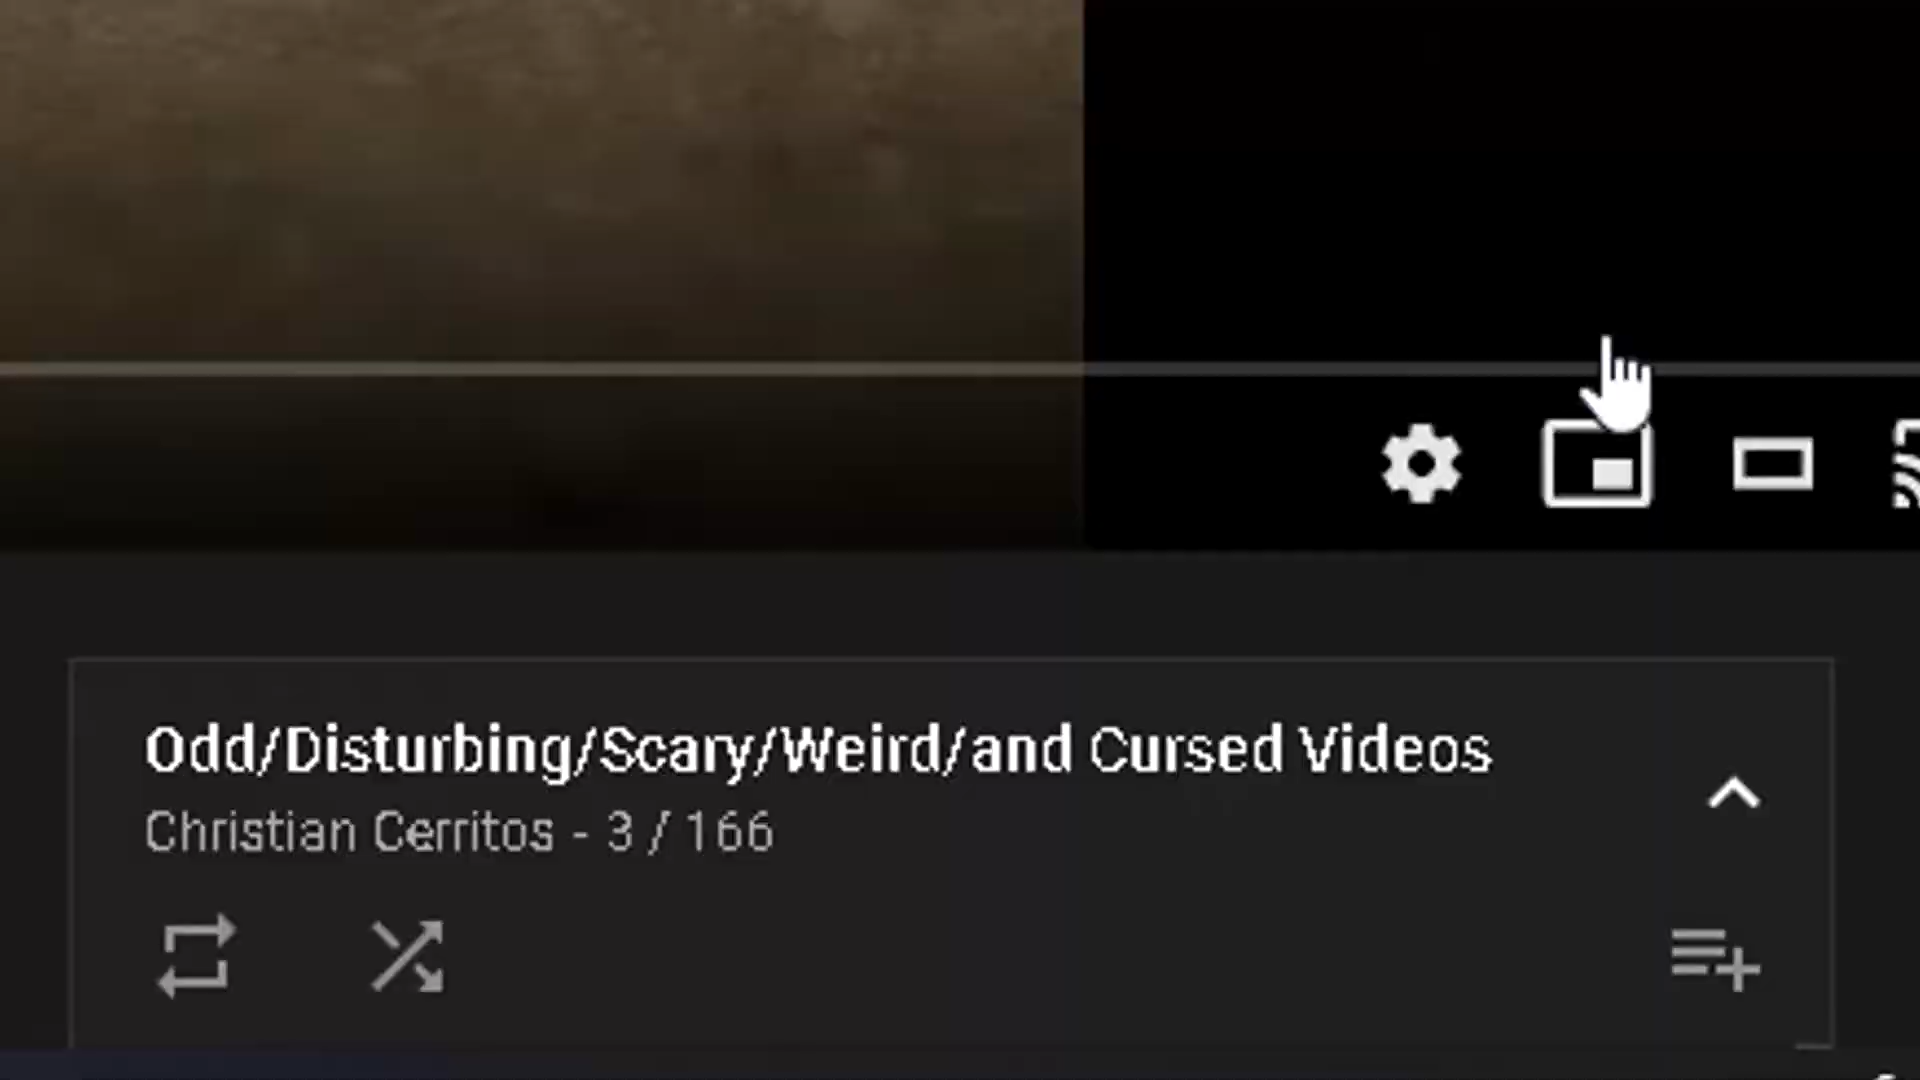 Odd/Disturbing/Scary/Weird/and Cursed Videos
Christian Cerritos - 3 / 166